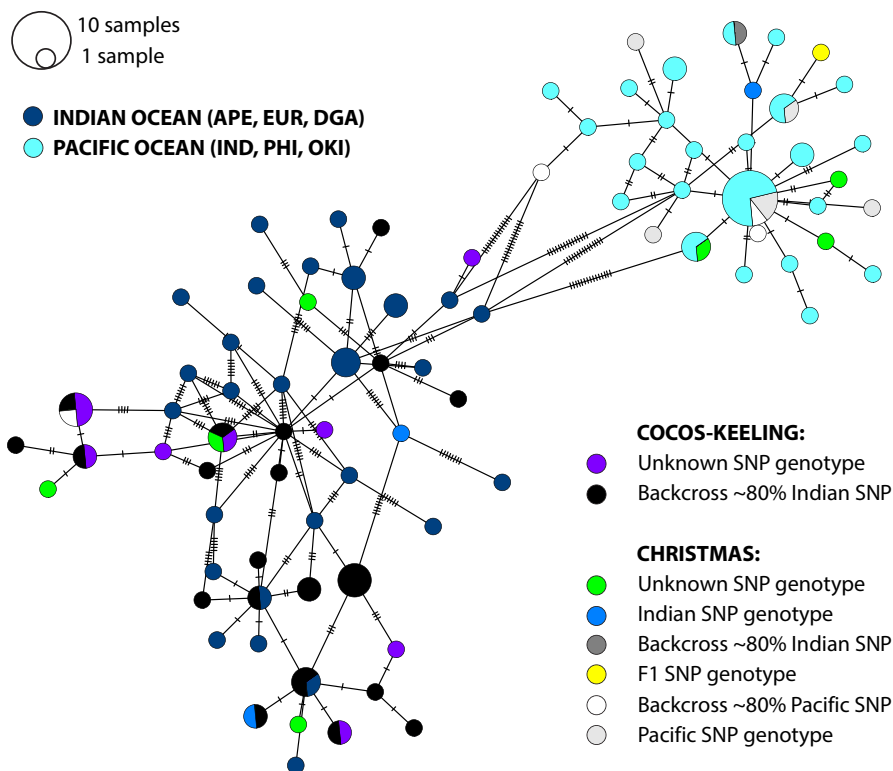 10 samples
1 sample
INDIAN OCEAN (APE, EUR, DGA)
PACIFIC OCEAN (IND, PHI, OKI)
COCOS-KEELING:
Unknown SNP genotype
Backcross ~80% Indian SNP
CHRISTMAS:
Unknown SNP genotype
Indian SNP genotype
Backcross ~80% Indian SNP
F1 SNP genotype
Backcross ~80% Pacific SNP
Pacific SNP genotype